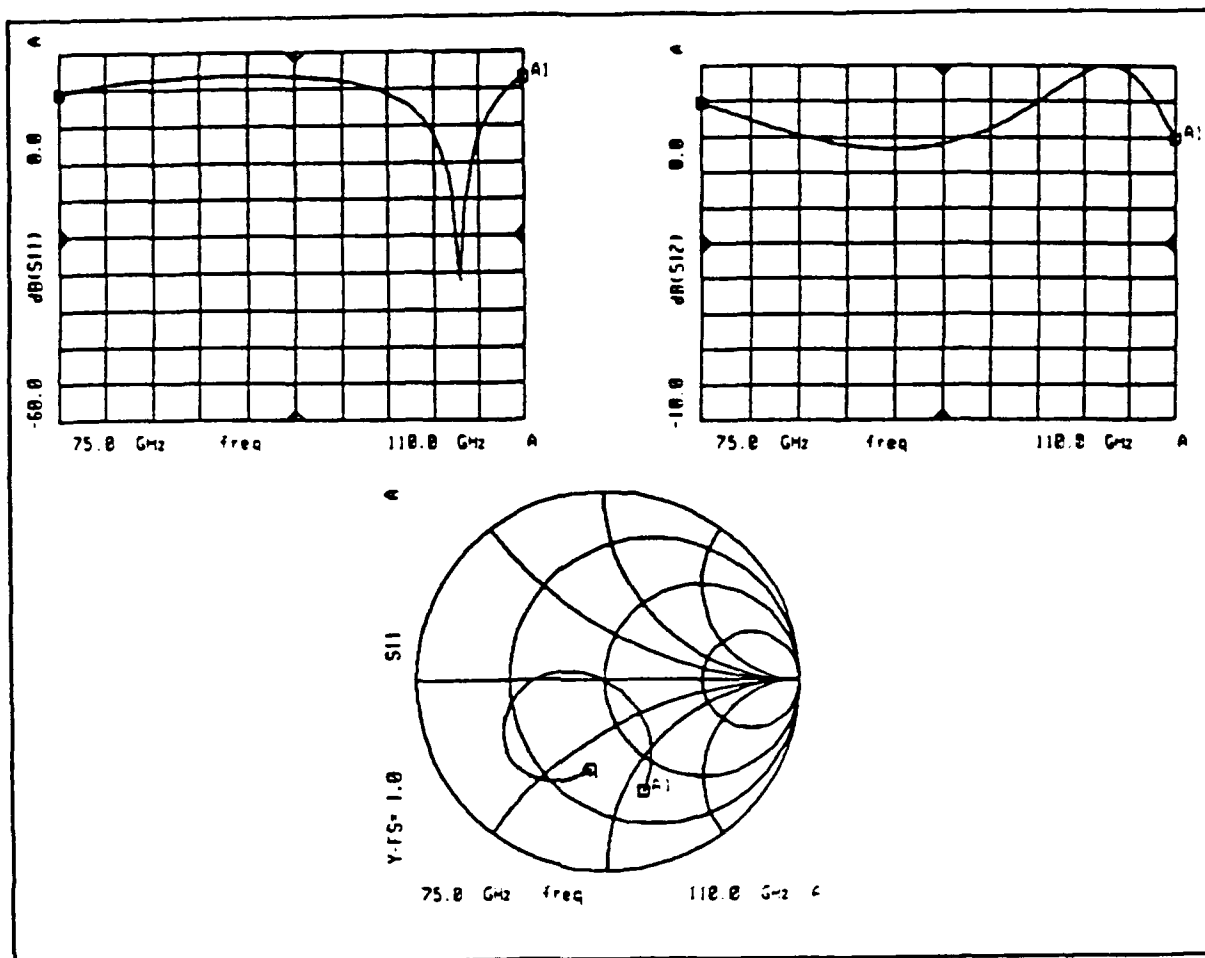 A
0.0
dB(S11)
-60.0
75.0 GHz freq 110.0 GHz A
A1
A
0.0
dB(S12)
-10.0
75.0 GHz freq 110.0 GHz A
A1
A
S11
Y-FS= 1.0
A1
75.0 GHz freq 110.0 GHz